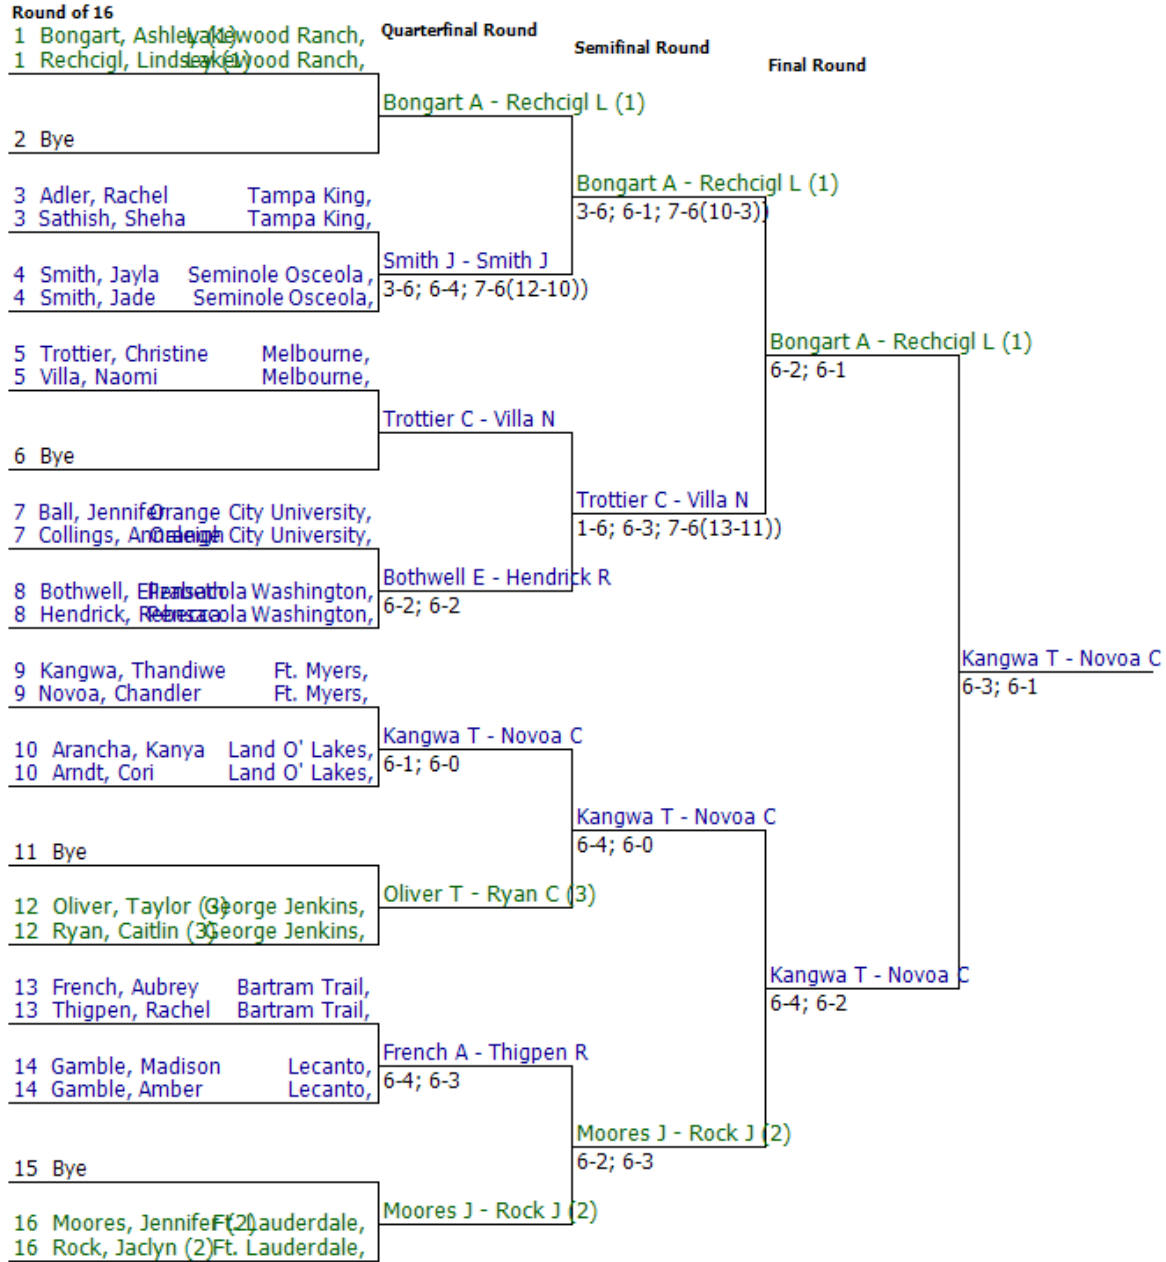 Round of 16
Quarterfinal Round
Semifinal Round
Final Round
1 Bongart, Ashley (1) Lakewood Ranch,
1 Rechcigl, Lindsey (1) Lakewood Ranch,
Bongart A - Rechcigl L (1)
2 Bye
Bongart A - Rechcigl L (1)
3-6; 6-1; 7-6(10-3))
3 Adler, Rachel Tampa King,
3 Sathish, Sheha Tampa King,
Smith J - Smith J
3-6; 6-4; 7-6(12-10))
4 Smith, Jayla Seminole Osceola,
4 Smith, Jade Seminole Osceola,
Bongart A - Rechcigl L (1)
6-2; 6-1
5 Trottier, Christine Melbourne,
5 Villa, Naomi Melbourne,
Trottier C - Villa N
6 Bye
Trottier C - Villa N
1-6; 6-3; 7-6(13-11))
7 Ball, Jennifer Orange City University,
7 Collings, Annraleigh Orange City University,
Bothwell E - Hendrick R
6-2; 6-2
8 Bothwell, Elizabeth Pensacola Washington,
8 Hendrick, Rebecca Pensacola Washington,
Kangwa T - Novoa C
6-3; 6-1
9 Kangwa, Thandiwe Ft. Myers,
9 Novoa, Chandler Ft. Myers,
Kangwa T - Novoa C
6-1; 6-0
10 Arancha, Kanya Land O' Lakes,
10 Arndt, Cori Land O' Lakes,
Kangwa T - Novoa C
6-4; 6-0
11 Bye
Oliver T - Ryan C (3)
12 Oliver, Taylor (3) George Jenkins,
12 Ryan, Caitlin (3) George Jenkins,
Kangwa T - Novoa C
6-4; 6-2
13 French, Aubrey Bartram Trail,
13 Thigpen, Rachel Bartram Trail,
French A - Thigpen R
6-4; 6-3
14 Gamble, Madison Lecanto,
14 Gamble, Amber Lecanto,
Moores J - Rock J (2)
6-2; 6-3
15 Bye
Moores J - Rock J (2)
16 Moores, Jennifer (2) Ft. Lauderdale,
16 Rock, Jaclyn (2) Ft. Lauderdale,